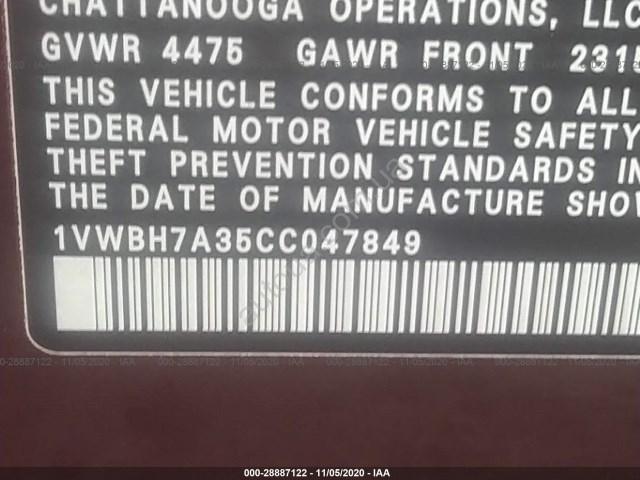 CHATTANOOGA OPERATIONS, LLC
GVWR 4475 GAWR FRONT 231
THIS VEHICLE CONFORMS TO ALL
FEDERAL MOTOR VEHICLE SAFETY
THEFT PREVENTION STANDARDS IN
THE DATE OF MANUFACTURE SHOW
1VWBH7A35CC047849
000-28887122 - 11/05/2020 - IAA